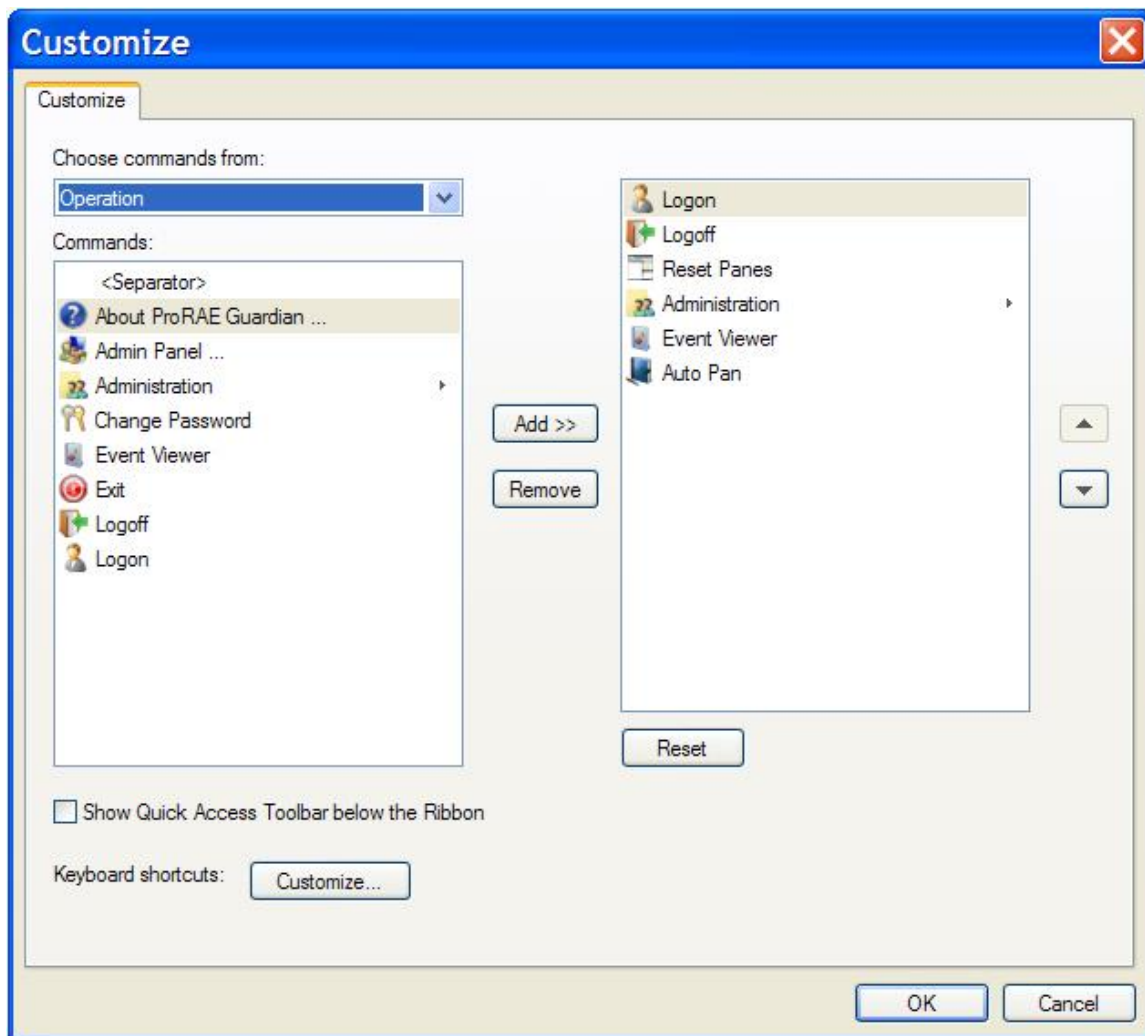 Customize
Customize
Choose commands from:
Operation
Commands:
<Separator>
About ProRAE Guardian ...
Admin Panel ...
Administration
Change Password
Event Viewer
Exit
Logoff
Logon
Add >>
Remove
Logon
Logoff
Reset Panes
Administration
Event Viewer
Auto Pan
Reset
Show Quick Access Toolbar below the Ribbon
Keyboard shortcuts: Customize...
OK Cancel